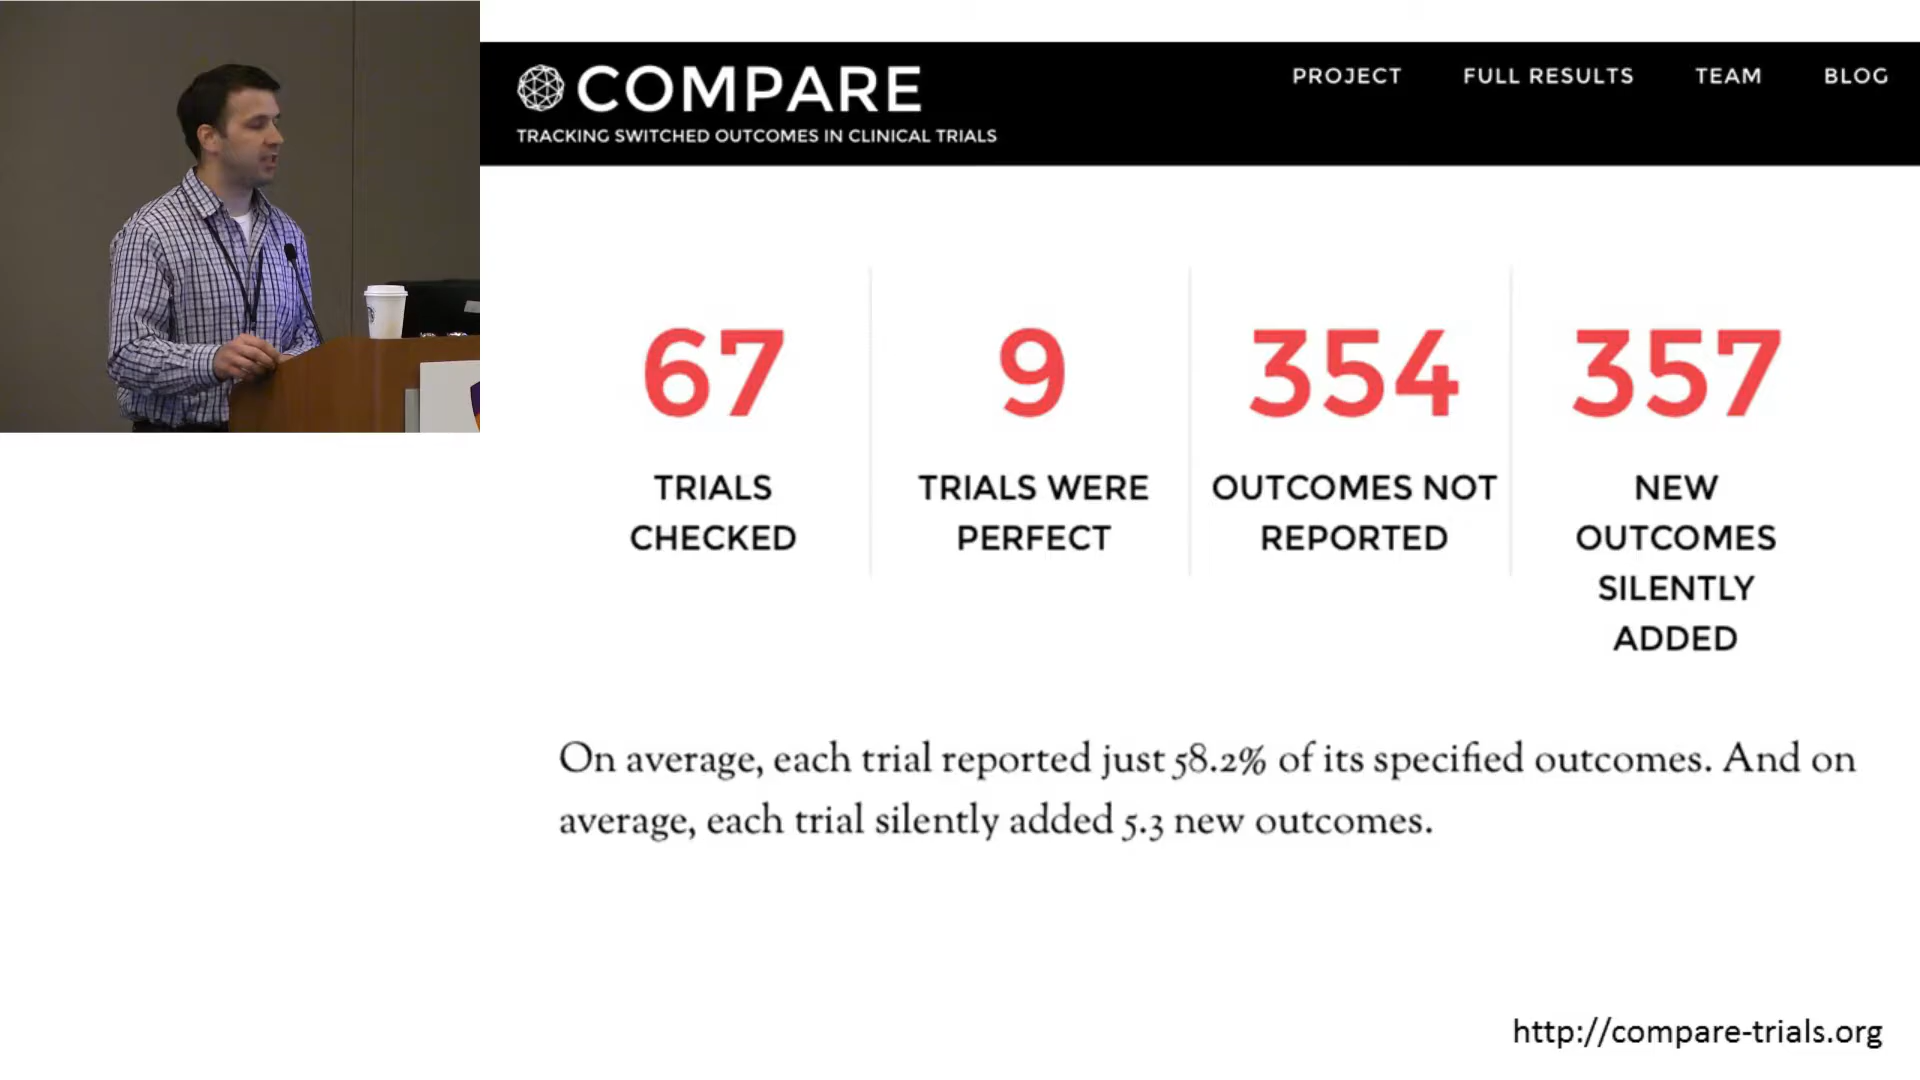 COMPARE
TRACKING SWITCHED OUTCOMES IN CLINICAL TRIALS
PROJECT FULL RESULTS TEAM BLOG
67
TRIALS
CHECKED
9
TRIALS WERE
PERFECT
354
OUTCOMES NOT
REPORTED
357
NEW
OUTCOMES
SILENTLY
ADDED
On average, each trial reported just 58.2% of its specified outcomes. And on
average, each trial silently added 5.3 new outcomes.
http://compare-trials.org